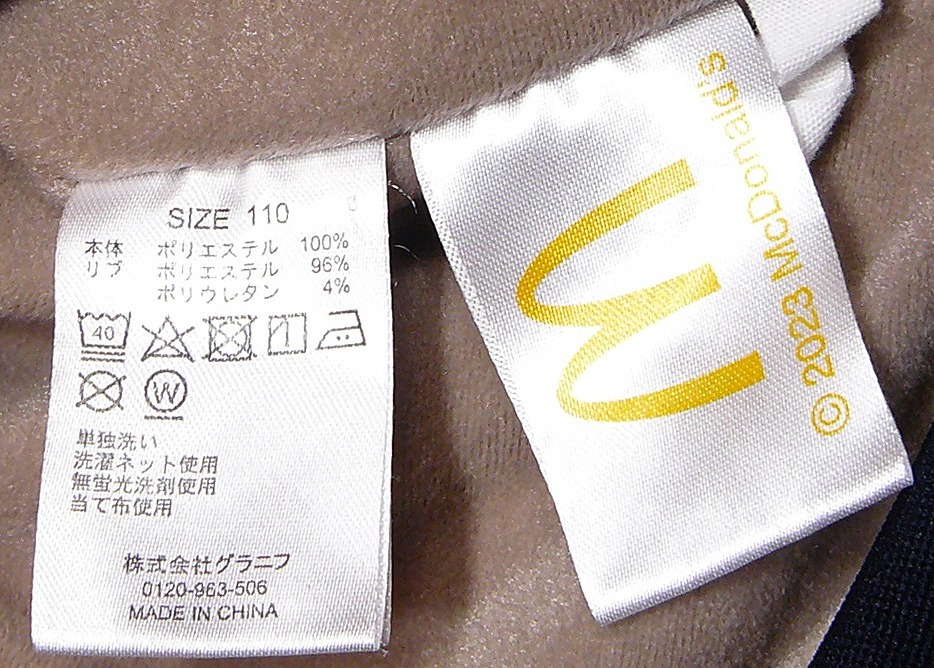 SIZE 110
本体 ポリエステル 100%
リブ ポリエステル 96%
ポリウレタン 4%
40
W
単独洗い
洗濯ネット使用
無蛍光洗剤使用
当て布使用
株式会社グラニフ
0120-963-506
MADE IN CHINA
© 2023 McDonald's